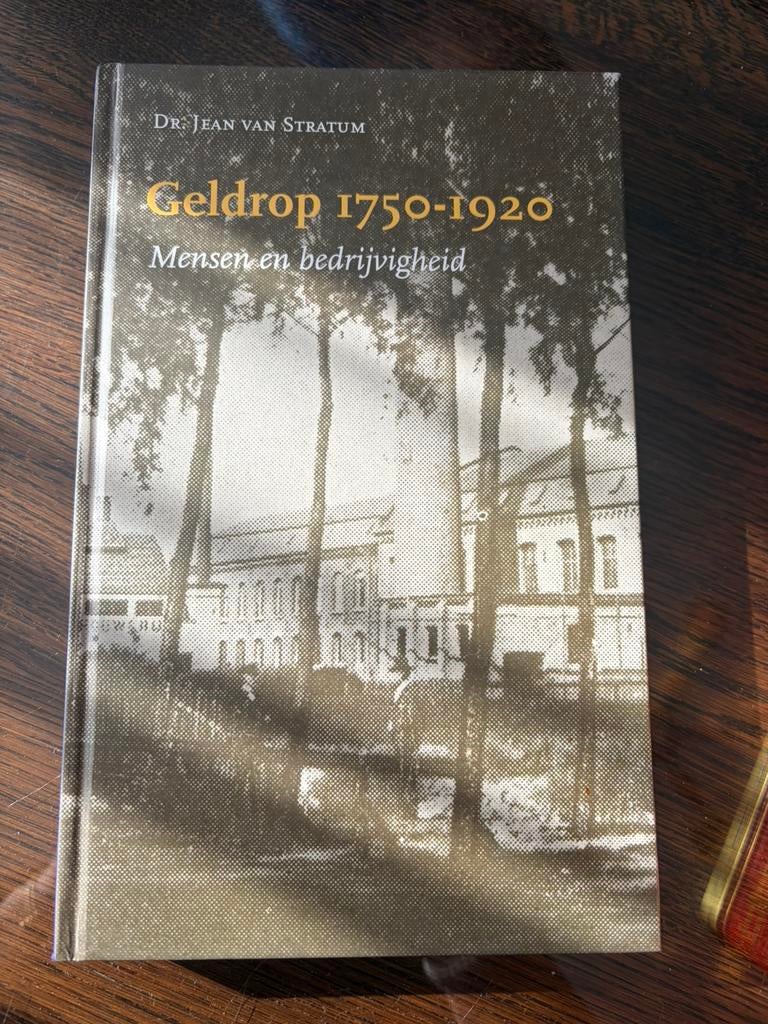 Dr. Jean van Stratum
Geldrop 1750-1920
Mensen en bedrijvigheid